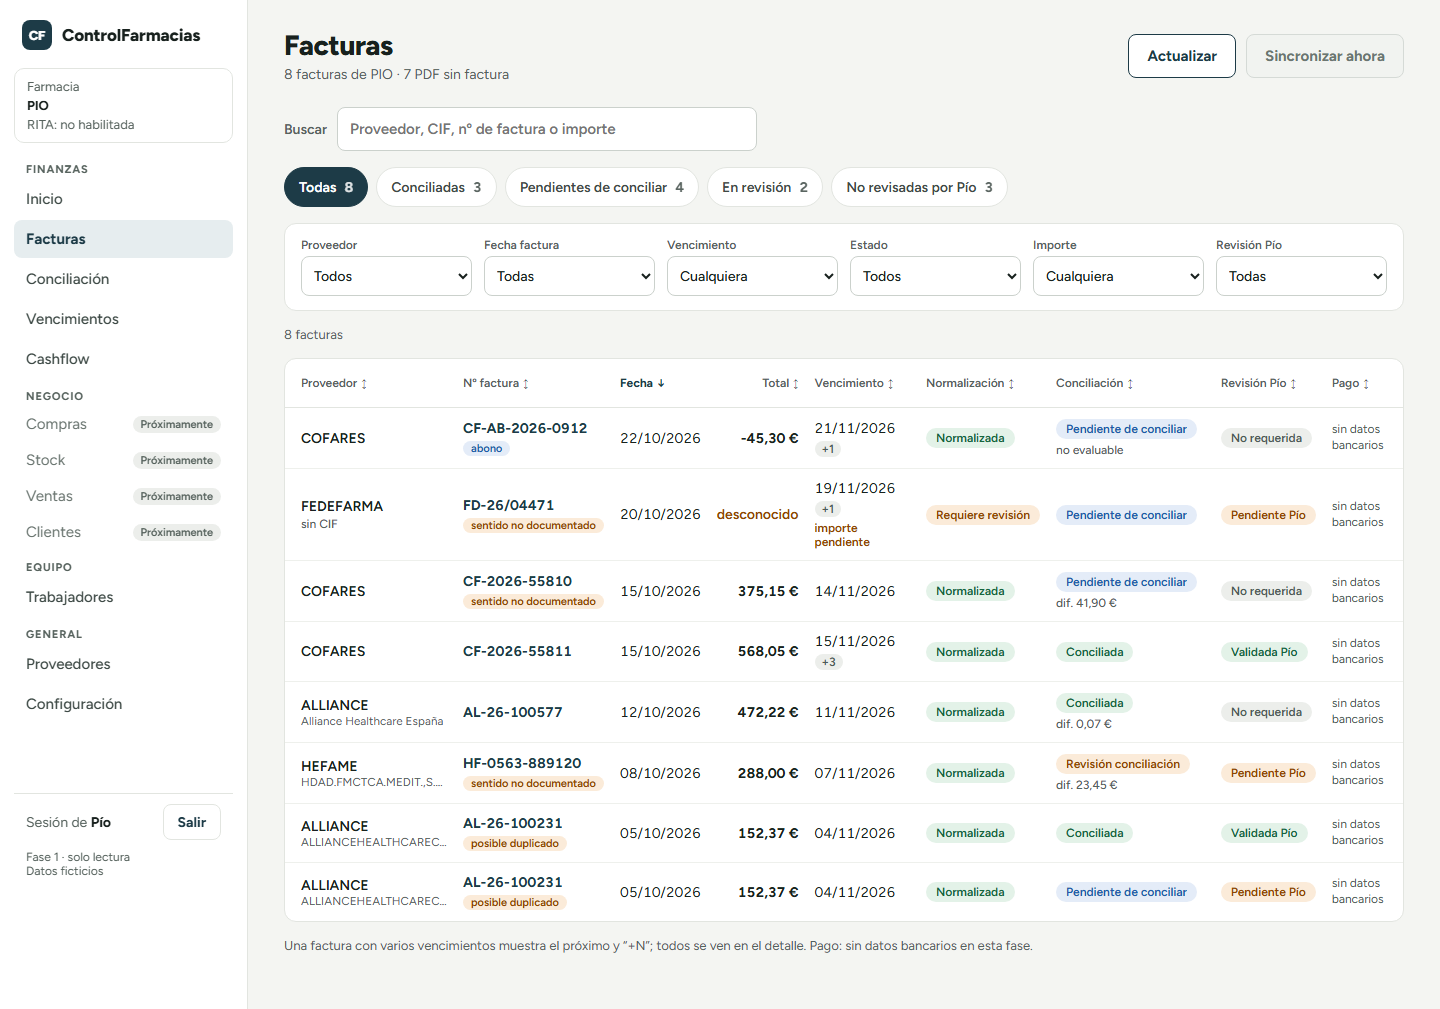 CF ControlFarmacias
Farmacia
PIO
RITA: no habilitada
FINANZAS
Inicio
Facturas
Conciliación
Vencimientos
Cashflow
NEGOCIO
Compras Próximamente
Stock Próximamente
Ventas Próximamente
Clientes Próximamente
EQUIPO
Trabajadores
GENERAL
Proveedores
Configuración
Sesión de Pío Salir
Fase 1 · solo lectura
Datos ficticios
Facturas
8 facturas de PIO · 7 PDF sin factura
Actualizar Sincronizar ahora
Buscar Proveedor, CIF, nº de factura o importe
Todas 8 Conciliadas 3 Pendientes de conciliar 4 En revisión 2 No revisadas por Pío 3
Proveedor Fecha factura Vencimiento Estado Importe Revisión Pío
Todos Todas Cualquiera Todos Cualquiera Todas
8 facturas
Proveedor ↕ Nº factura ↕ Fecha ↓ Total ↕ Vencimiento ↕ Normalización ↕ Conciliación ↕ Revisión Pío ↕ Pago ↕
COFARES CF-AB-2026-0912 abono 22/10/2026 -45,30 € 21/11/2026 +1 Normalizada Pendiente de conciliar no evaluable No requerida sin datos bancarios
FEDEFARMA sin CIF FD-26/04471 sentido no documentado 20/10/2026 desconocido 19/11/2026 +1 importe pendiente Requiere revisión Pendiente de conciliar Pendiente Pío sin datos bancarios
COFARES CF-2026-55810 sentido no documentado 15/10/2026 375,15 € 14/11/2026 Normalizada Pendiente de conciliar dif. 41,90 € No requerida sin datos bancarios
COFARES CF-2026-55811 15/10/2026 568,05 € 15/11/2026 +3 Normalizada Conciliada Validada Pío sin datos bancarios
ALLIANCE Alliance Healthcare España AL-26-100577 12/10/2026 472,22 € 11/11/2026 Normalizada Conciliada dif. 0,07 € No requerida sin datos bancarios
HEFAME HDAD.FMCTCA.MEDIT.,S.... HF-0563-889120 sentido no documentado 08/10/2026 288,00 € 07/11/2026 Normalizada Revisión conciliación dif. 23,45 € Pendiente Pío sin datos bancarios
ALLIANCE ALLIANCEHEALTHCAREC... AL-26-100231 posible duplicado 05/10/2026 152,37 € 04/11/2026 Normalizada Conciliada Validada Pío sin datos bancarios
ALLIANCE ALLIANCEHEALTHCAREC... AL-26-100231 posible duplicado 05/10/2026 152,37 € 04/11/2026 Normalizada Pendiente de conciliar Pendiente Pío sin datos bancarios
Una factura con varios vencimientos muestra el próximo y “+N”; todos se ven en el detalle. Pago: sin datos bancarios en esta fase.